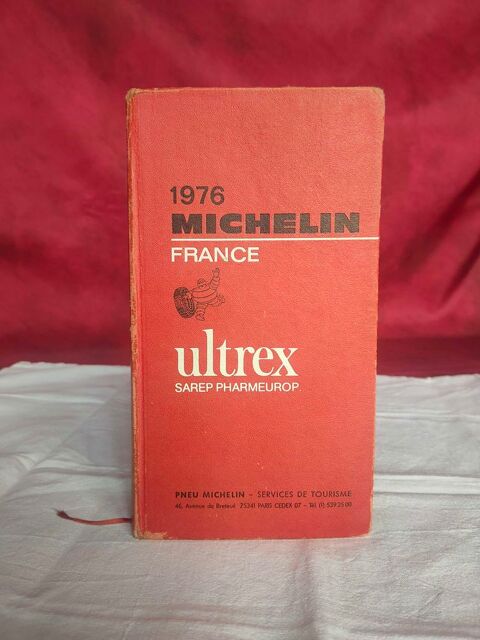 1976
MICHELIN
FRANCE
ultrex
SAREP PHARMEUROP.
PNEU MICHELIN - SERVICES DE TOURISME
46, Avenue de Breteuil 75341 PARIS CEDEX 07 - Tél. (1) 539 25 00